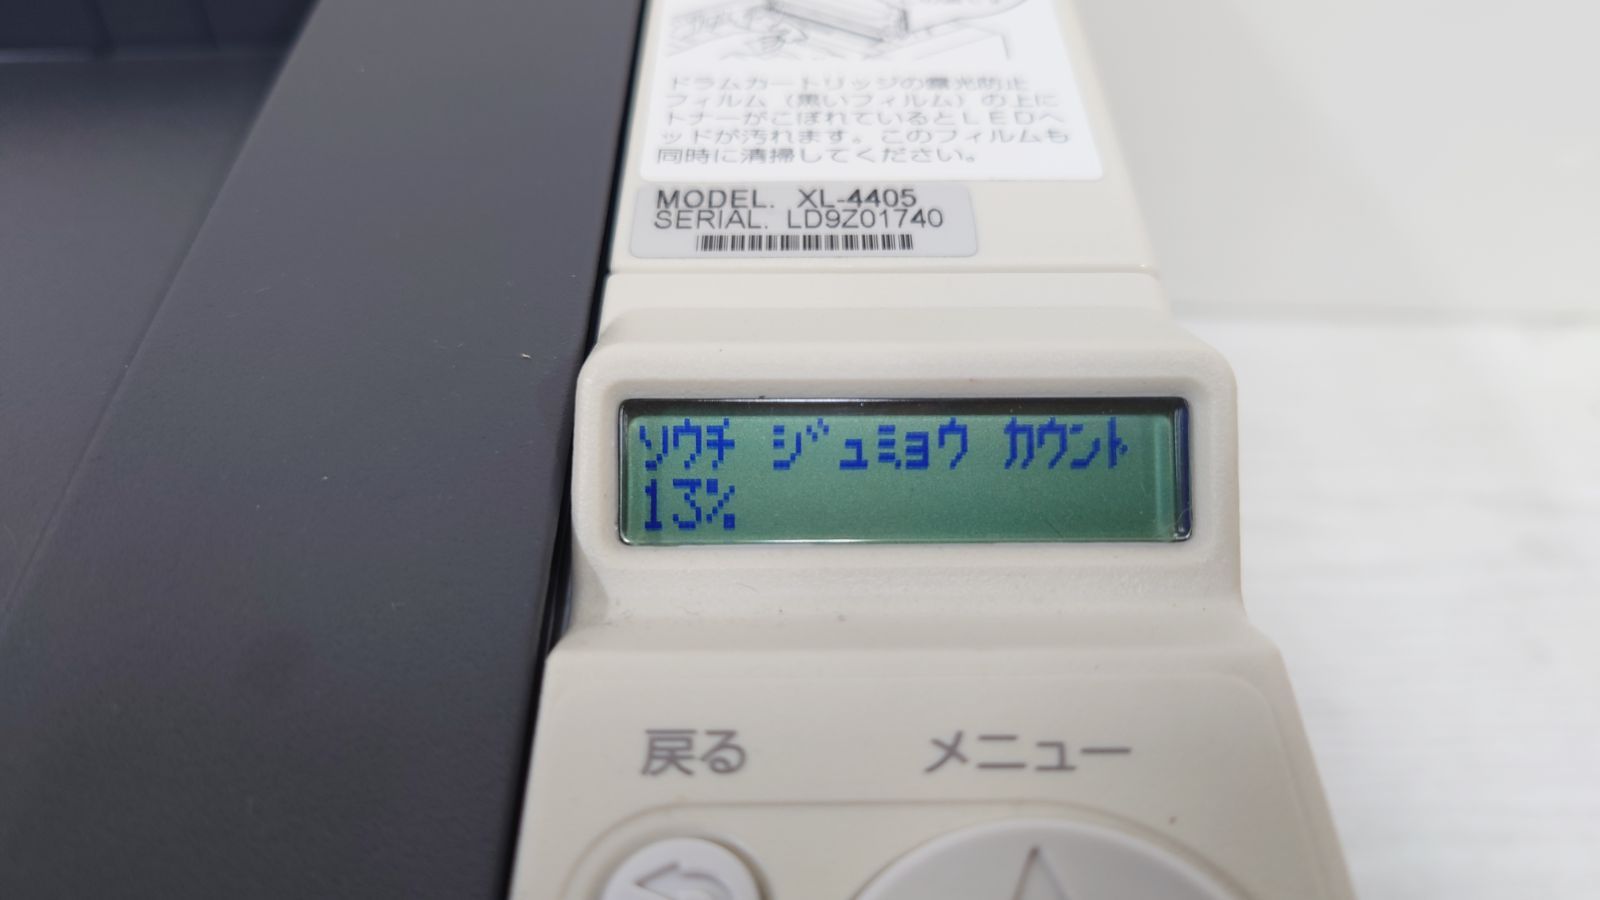 ドラムカートリッジの曝光防止
フィルム（黒いフィルム）の上に
トナーがこぼれているとLEDヘ
ッドが汚れます。このフィルムも
同時に清掃してください。
MODEL. XL-4405
SERIAL. LD9Z01740
ソウチ ジュミョウ カウント
13%
戻る
メニュー